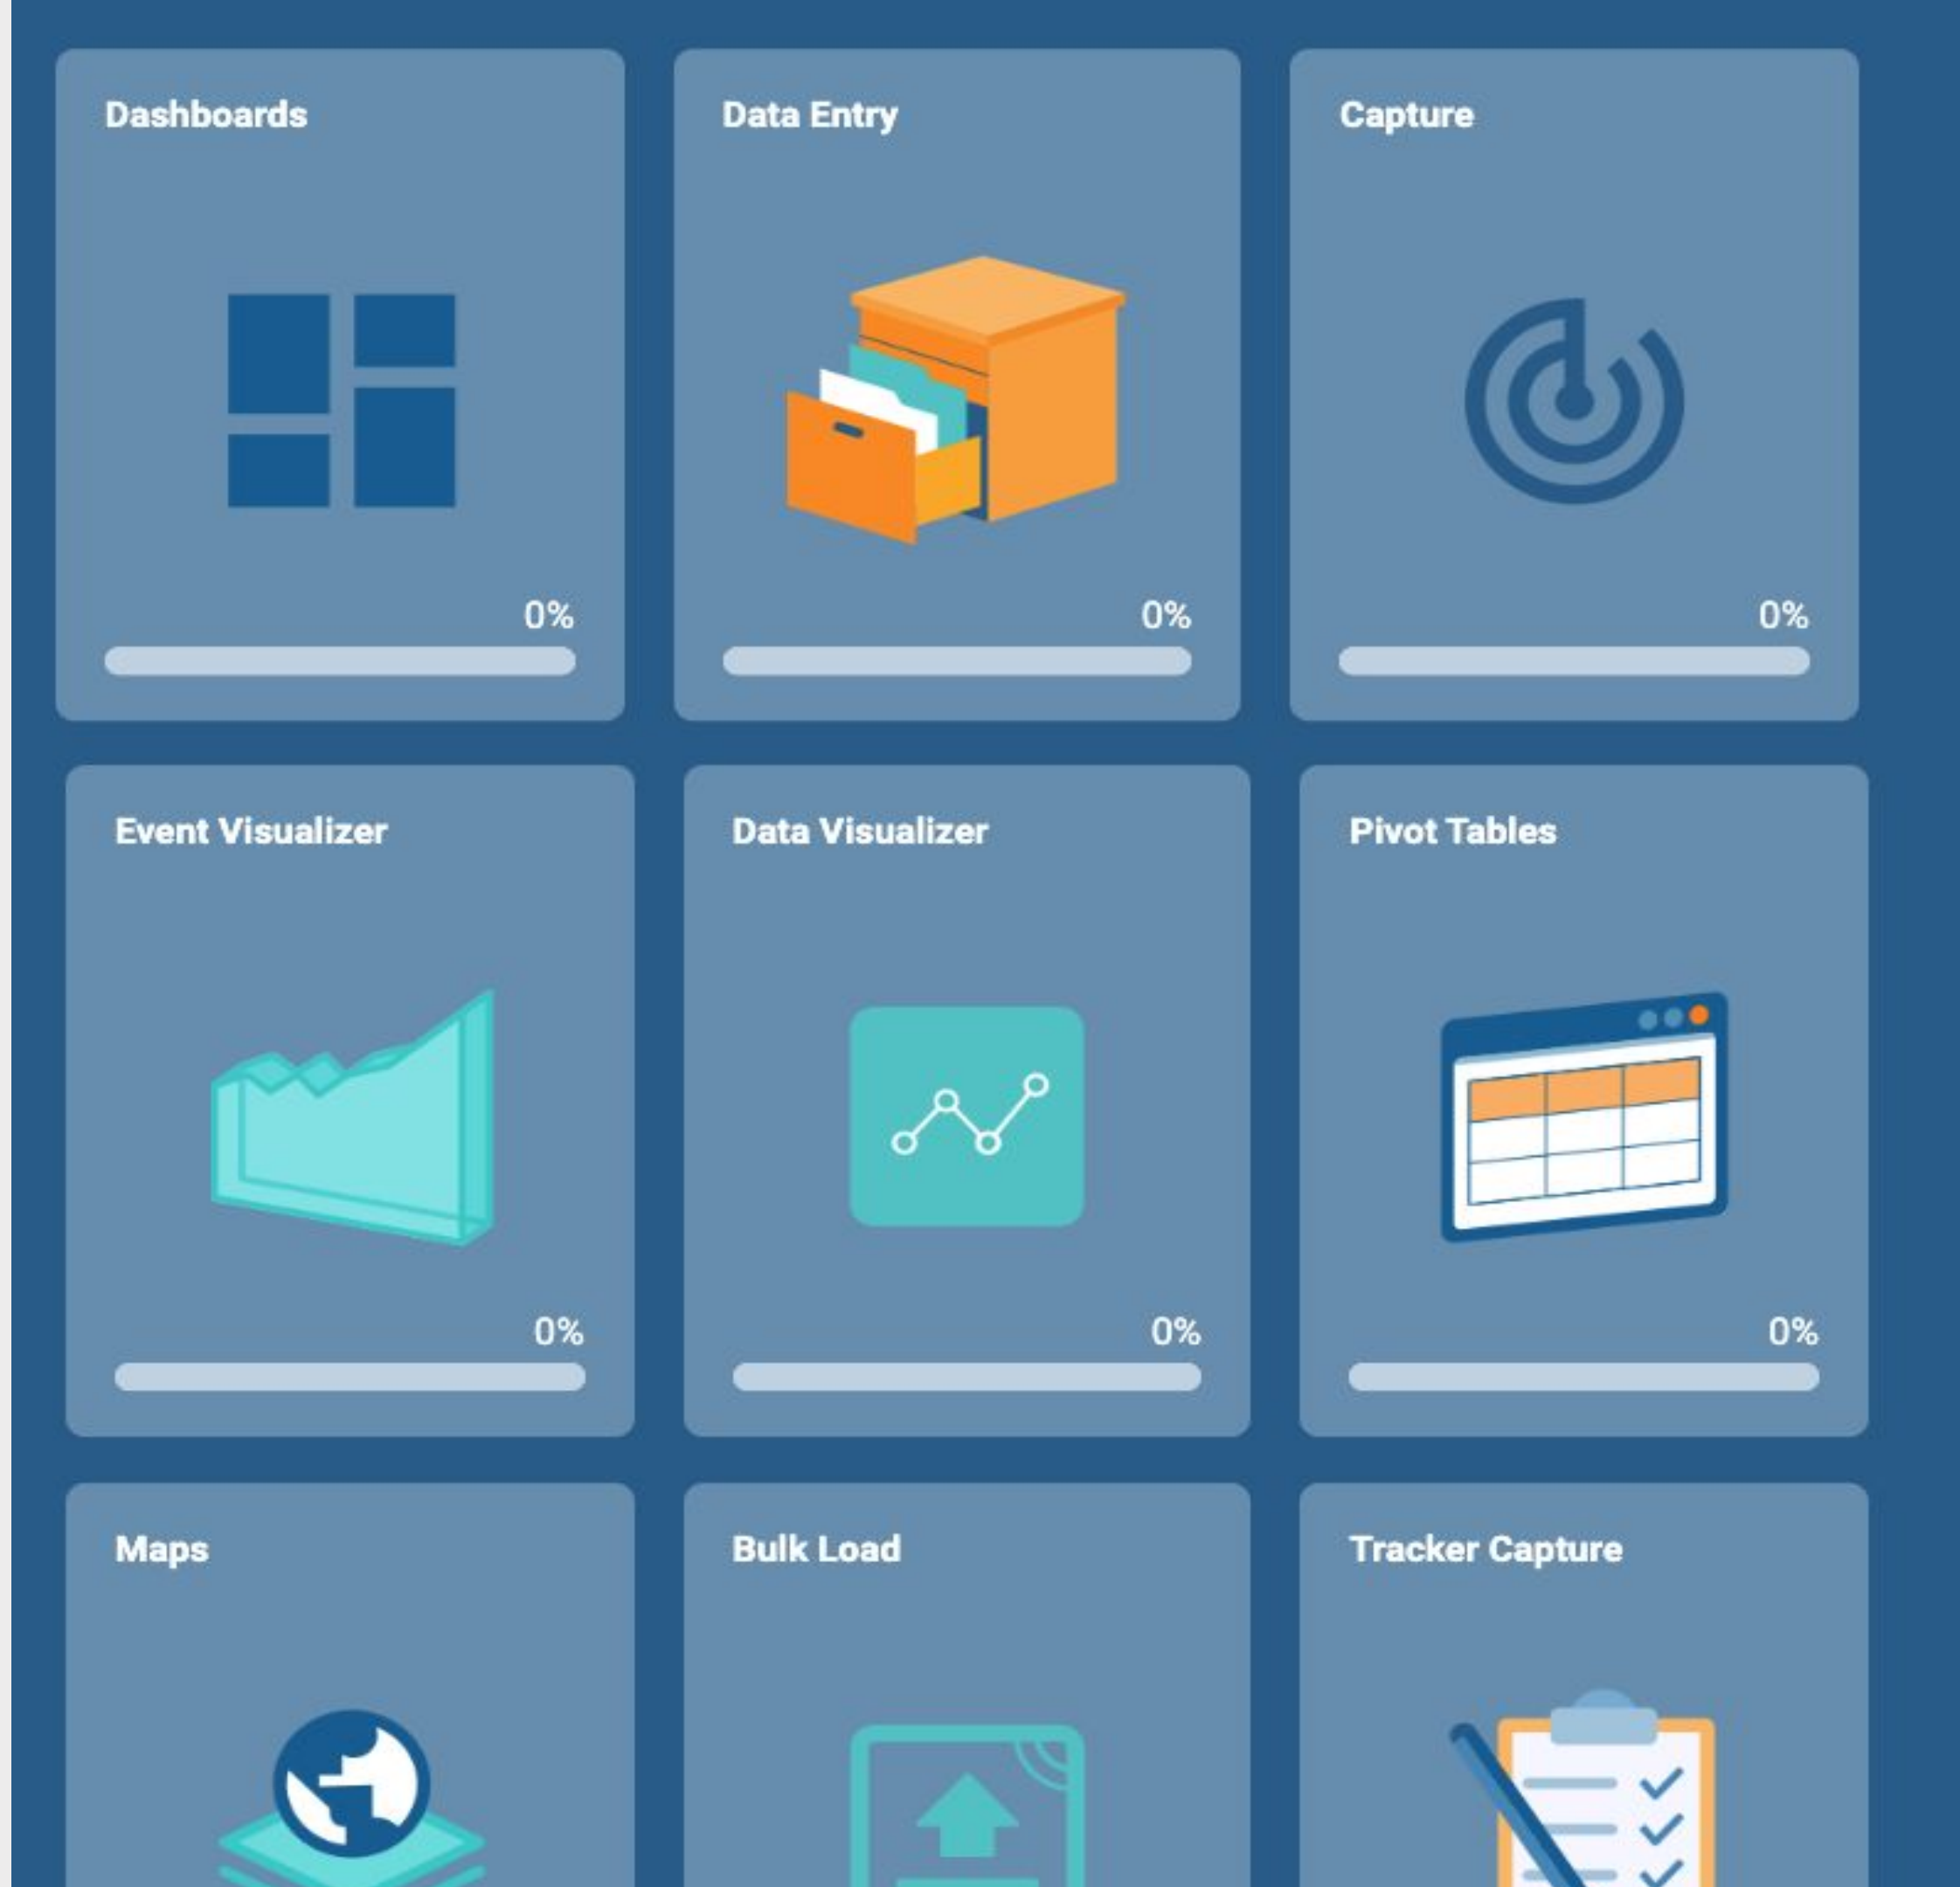 Dashboards
Data Entry
Capture
0%
0%
0%
Event Visualizer
Data Visualizer
Pivot Tables
0%
0%
0%
Maps
Bulk Load
Tracker Capture